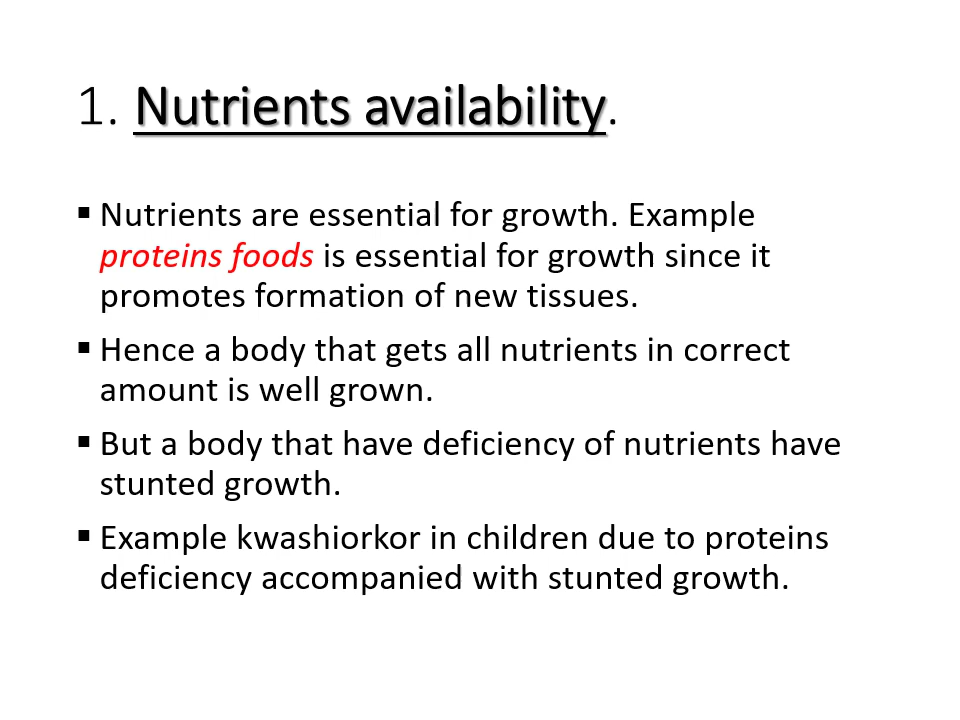 1. Nutrients availability.
▪ Nutrients are essential for growth. Example
proteins foods is essential for growth since it
promotes formation of new tissues.
▪ Hence a body that gets all nutrients in correct
amount is well grown.
▪ But a body that have deficiency of nutrients have
stunted growth.
▪ Example kwashiorkor in children due to proteins
deficiency accompanied with stunted growth.